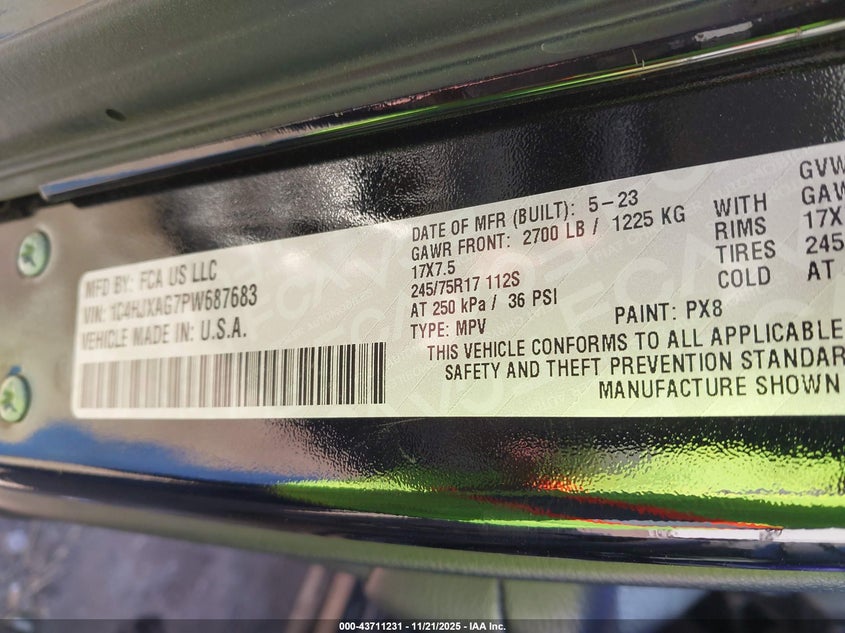 MFD BY: FCA US LLC
VIN: 1C4HJXAG7PW687683
VEHICLE MADE IN: U.S.A.
DATE OF MFR (BUILT): 5-23
GAWR FRONT: 2700 LB / 1225 KG
17X7.5
245/75R17 112S
AT 250 kPa / 36 PSI
TYPE: MPV
WITH
RIMS
TIRES
COLD
GVW
GAW
17X
245
AT
PAINT: PX8
THIS VEHICLE CONFORMS TO ALL APPLICABL
SAFETY AND THEFT PREVENTION STANDAR
MANUFACTURE SHOWN
000-43711231 - 11/21/2025 - IAA Inc.